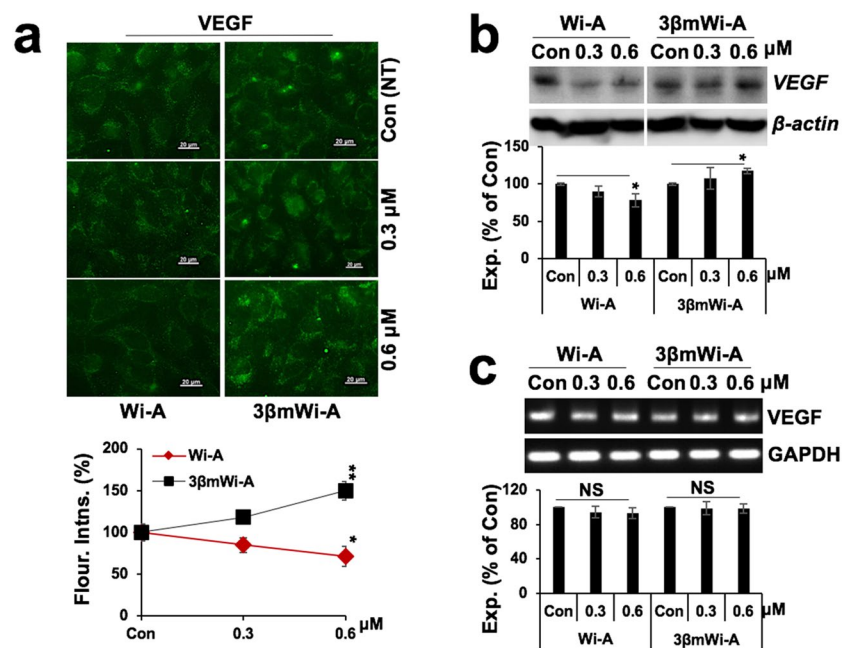 a
VEGF
Con (NT)
0.3 µM
0.6 µM
20 µm
20 µm
20 µm
20 µm
20 µm
20 µm
Wi-A 3βmWi-A
Flour. Intns. (%)
200
150
100
50
0
Wi-A
3βmWi-A
**
*
Con 0.3 0.6 µM
b
Wi-A 3βmWi-A
Con 0.3 0.6 Con 0.3 0.6 µM
VEGF
β-actin
Exp. (% of Con)
150
100
50
0
* *
Con 0.3 0.6 Con 0.3 0.6 µM
Wi-A 3βmWi-A
c
Wi-A 3βmWi-A
Con 0.3 0.6 Con 0.3 0.6 µM
VEGF
GAPDH
Exp. (% of Con)
120
80
40
0
NS NS
Con 0.3 0.6 Con 0.3 0.6 µM
Wi-A 3βmWi-A